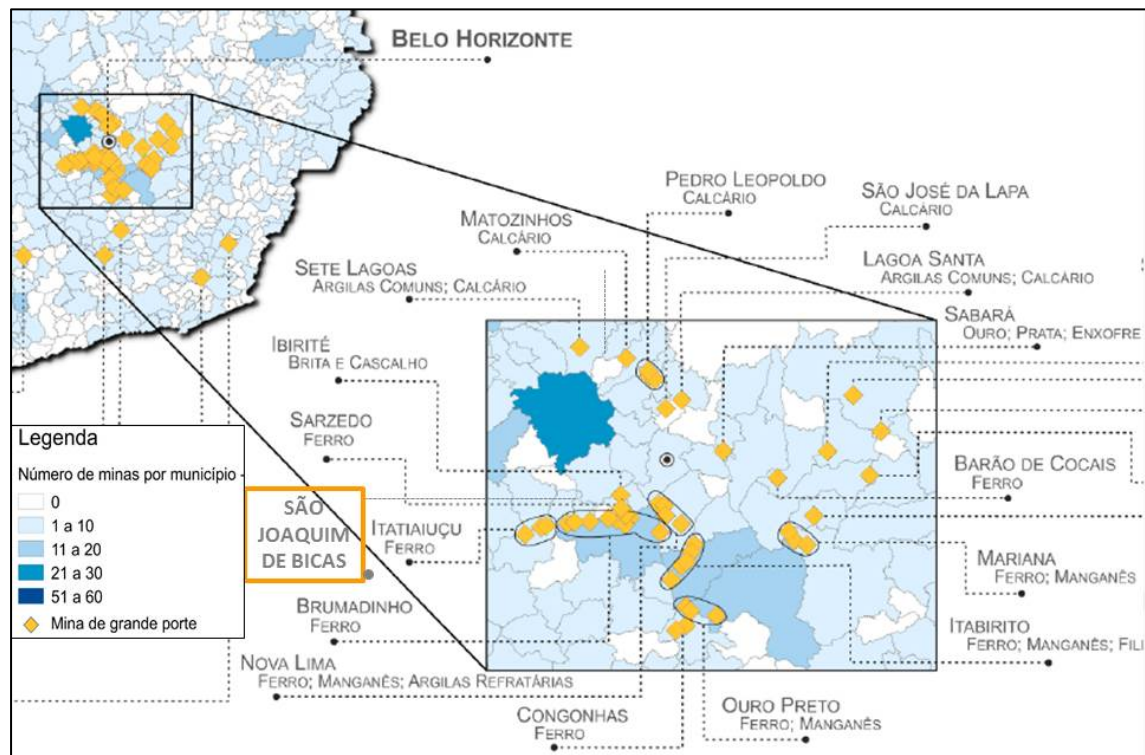 BELO HORIZONTE
PEDRO LEOPOLDO
CALCÁRIO
SÃO JOSÉ DA LAPA
CALCÁRIO
MATOZINHOS
CALCÁRIO
LAGOA SANTA
ARGILAS COMUNS; CALCÁRIO
SETE LAGOAS
ARGILAS COMUNS; CALCÁRIO
SABARÁ
OURO; PRATA; ENXOFRE
IBIRITÉ
BRITA E CASCALHO
SARZEDO
FERRO
Legenda
Número de minas por município
0
1 a 10
11 a 20
21 a 30
51 a 60
Mina de grande porte
SÃO
JOAQUIM
DE BICAS
ITATIAIUÇU
FERRO
BARÃO DE COCAIS
FERRO
MARIANA
FERRO; MANGANÊS
BRUMADINHO
FERRO
ITABIRITO
FERRO; MANGANÊS; FILI
NOVA LIMA
FERRO; MANGANÊS; ARGILAS REFRATÁRIAS
CONGONHAS
FERRO
OURO PRETO
FERRO; MANGANÊS